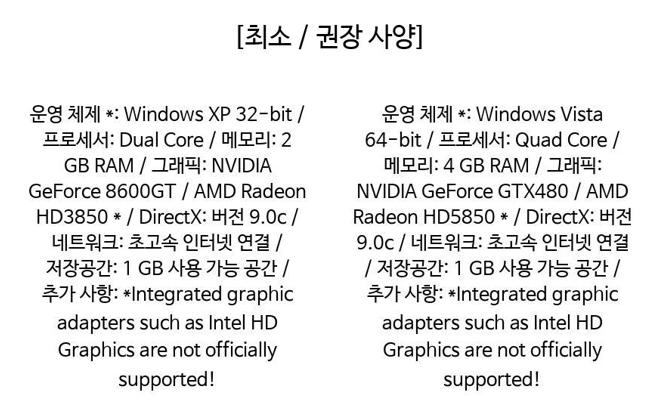 [최소 / 권장 사양]
운영 체제 *: Windows XP 32-bit /
프로세서: Dual Core / 메모리: 2
GB RAM / 그래픽: NVIDIA
GeForce 8600GT / AMD Radeon
HD3850 * / DirectX: 버전 9.0c /
네트워크: 초고속 인터넷 연결 /
저장공간: 1 GB 사용 가능 공간 /
추가 사항: *Integrated graphic
adapters such as Intel HD
Graphics are not officially
supported!
운영 체제 *: Windows Vista
64-bit / 프로세서: Quad Core /
메모리: 4 GB RAM / 그래픽:
NVIDIA GeForce GTX480 / AMD
Radeon HD5850 * / DirectX: 버전
9.0c / 네트워크: 초고속 인터넷 연결
/ 저장공간: 1 GB 사용 가능 공간 /
추가 사항: *Integrated graphic
adapters such as Intel HD
Graphics are not officially
supported!